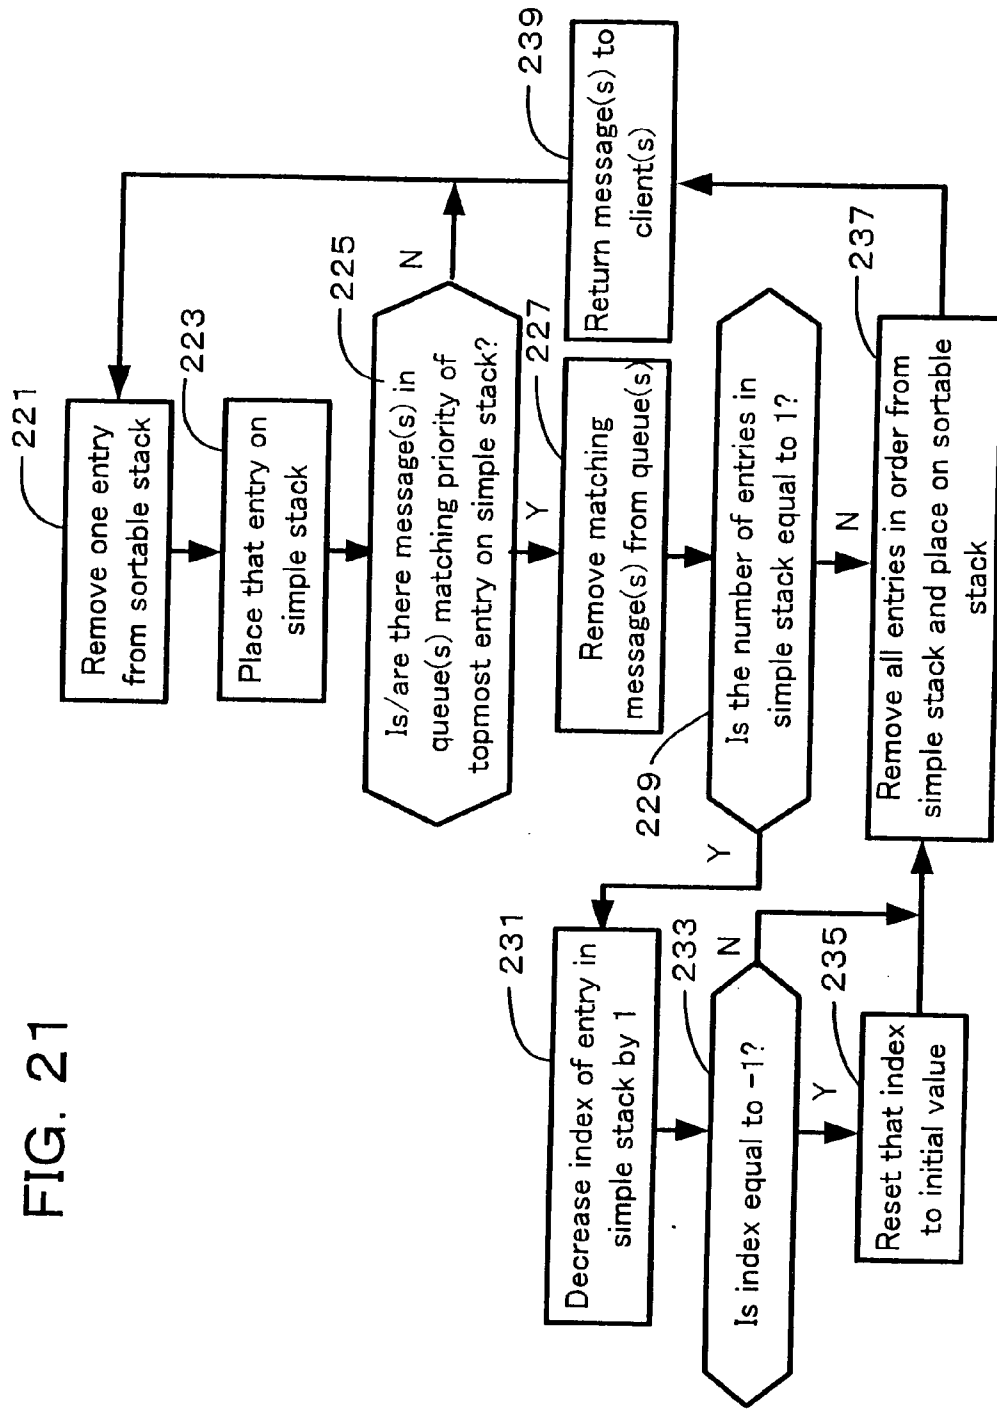 FIG. 21
221
Remove one entry
from sortable stack
223
Place that entry on
simple stack
225
Is/are there message(s) in
queue(s) matching priority of
topmost entry on simple stack?
N
Y
227
Remove matching
message(s) from queue(s)
229
Is the number of entries in
simple stack equal to 1?
Y
N
231
Decrease index of entry in
simple stack by 1
233
Is index equal to -1?
N
Y
235
Reset that index
to initial value
237
Remove all entries in order from
simple stack and place on sortable
stack
239
Return message(s) to
client(s)